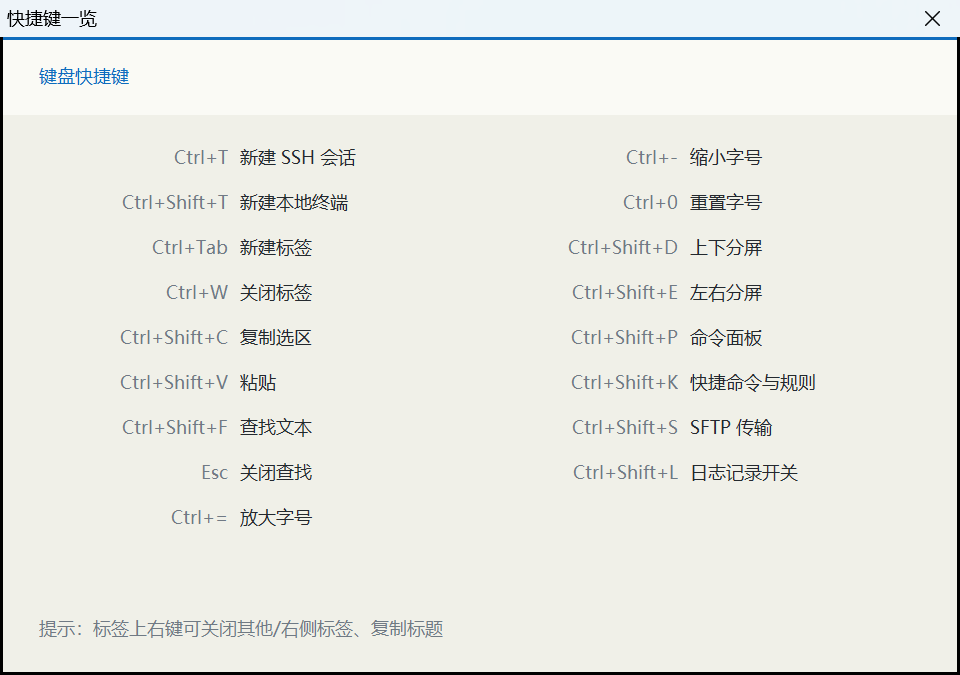 快捷键一览
键盘快捷键
Ctrl+T 新建 SSH 会话
Ctrl+Shift+T 新建本地终端
Ctrl+Tab 新建标签
Ctrl+W 关闭标签
Ctrl+Shift+C 复制选区
Ctrl+Shift+V 粘贴
Ctrl+Shift+F 查找文本
Esc 关闭查找
Ctrl+= 放大字号
Ctrl+- 缩小字号
Ctrl+0 重置字号
Ctrl+Shift+D 上下分屏
Ctrl+Shift+E 左右分屏
Ctrl+Shift+P 命令面板
Ctrl+Shift+K 快捷命令与规则
Ctrl+Shift+S SFTP 传输
Ctrl+Shift+L 日志记录开关
提示：标签上右键可关闭其他/右侧标签、复制标题